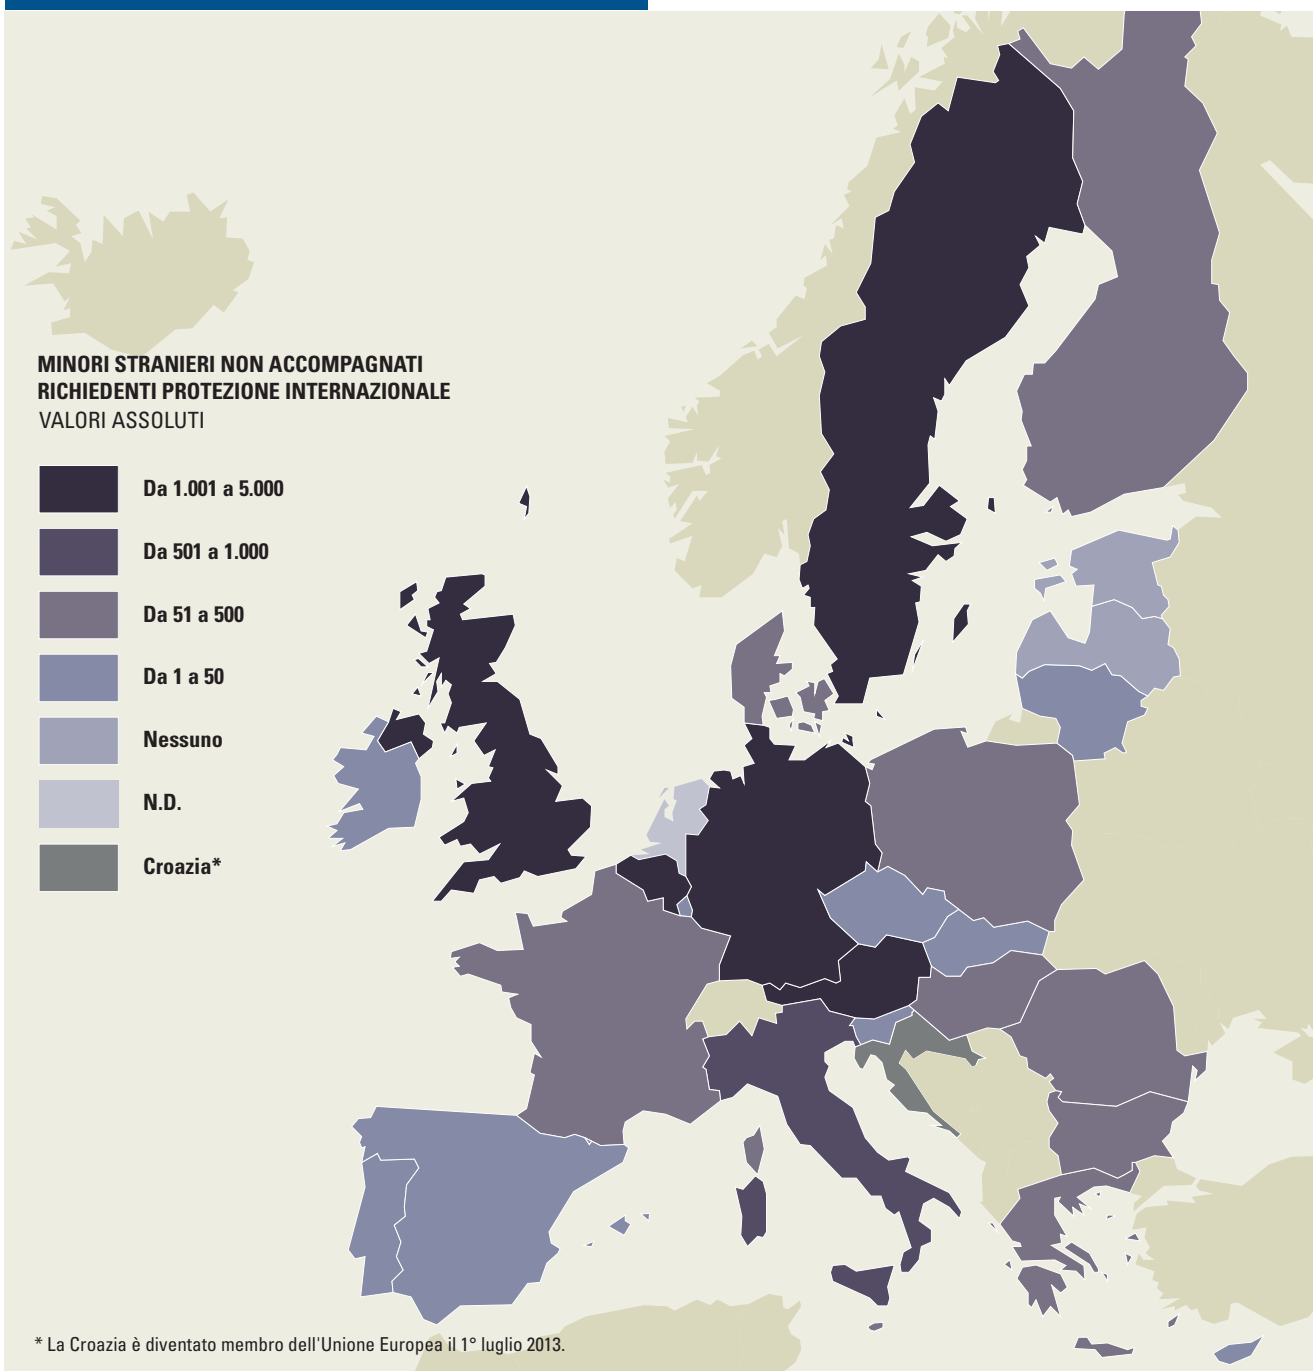 MINORI STRANIERI NON ACCOMPAGNATI
RICHIEDENTI PROTEZIONE INTERNAZIONALE
VALORI ASSOLUTI
Da 1.001 a 5.000
Da 501 a 1.000
Da 51 a 500
Da 1 a 50
Nessuno
N.D.
Croazia*
* La Croazia è diventato membro dell'Unione Europea il 1° luglio 2013.